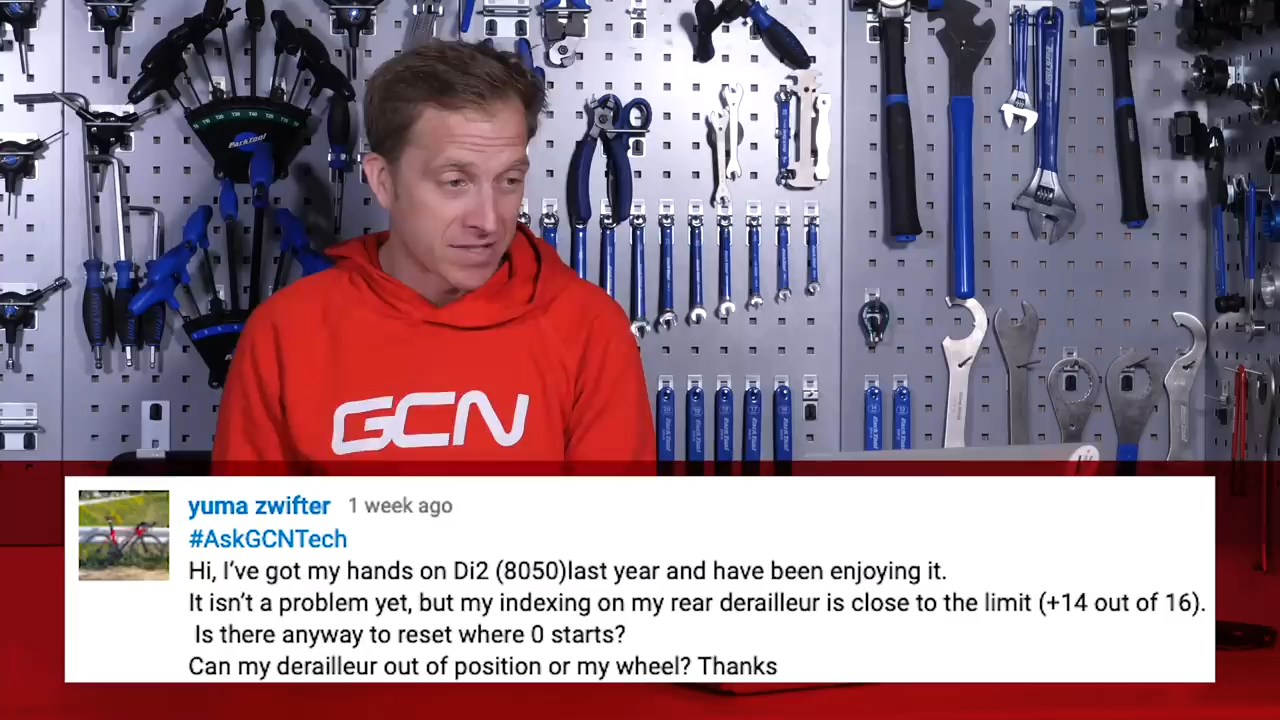 ParkTool
GCN
yuma zwifter 1 week ago
#AskGCNTech
Hi, I've got my hands on Di2 (8050)last year and have been enjoying it.
It isn't a problem yet, but my indexing on my rear derailleur is close to the limit (+14 out of 16).
Is there anyway to reset where 0 starts?
Can my derailleur out of position or my wheel? Thanks